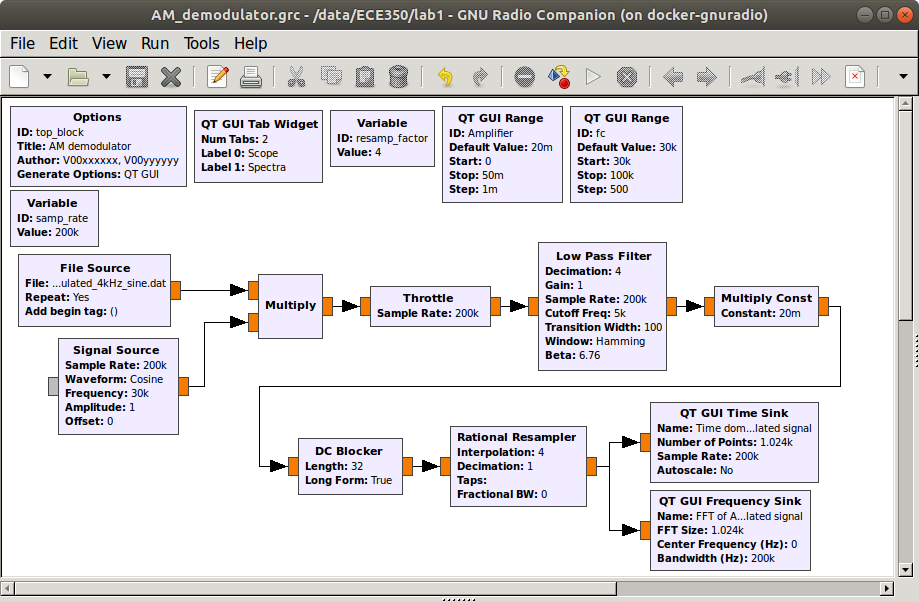 AM_demodulator.grc - /data/ECE350/lab1 - GNU Radio Companion (on docker-gnuradio)
File Edit View Run Tools Help
Options
ID: top_block
Title: AM demodulator
Author: V00xxxxxx, V00yyyyyy
Generate Options: QT GUI
QT GUI Tab Widget
Num Tabs: 2
Label 0: Scope
Label 1: Spectra
Variable
ID: resamp_factor
Value: 4
QT GUI Range
ID: Amplifier
Default Value: 20m
Start: 0
Stop: 50m
Step: 1m
QT GUI Range
ID: fc
Default Value: 30k
Start: 30k
Stop: 100k
Step: 500
Variable
ID: samp_rate
Value: 200k
File Source
File: ...ulated_4kHz_sine.dat
Repeat: Yes
Add begin tag: ()
Signal Source
Sample Rate: 200k
Waveform: Cosine
Frequency: 30k
Amplitude: 1
Offset: 0
Multiply
Throttle
Sample Rate: 200k
Low Pass Filter
Decimation: 4
Gain: 1
Sample Rate: 200k
Cutoff Freq: 5k
Transition Width: 100
Window: Hamming
Beta: 6.76
Multiply Const
Constant: 20m
DC Blocker
Length: 32
Long Form: True
Rational Resampler
Interpolation: 4
Decimation: 1
Taps:
Fractional BW: 0
QT GUI Time Sink
Name: Time dom...lated signal
Number of Points: 1.024k
Sample Rate: 200k
Autoscale: No
QT GUI Frequency Sink
Name: FFT of A...lated signal
FFT Size: 1.024k
Center Frequency (Hz): 0
Bandwidth (Hz): 200k